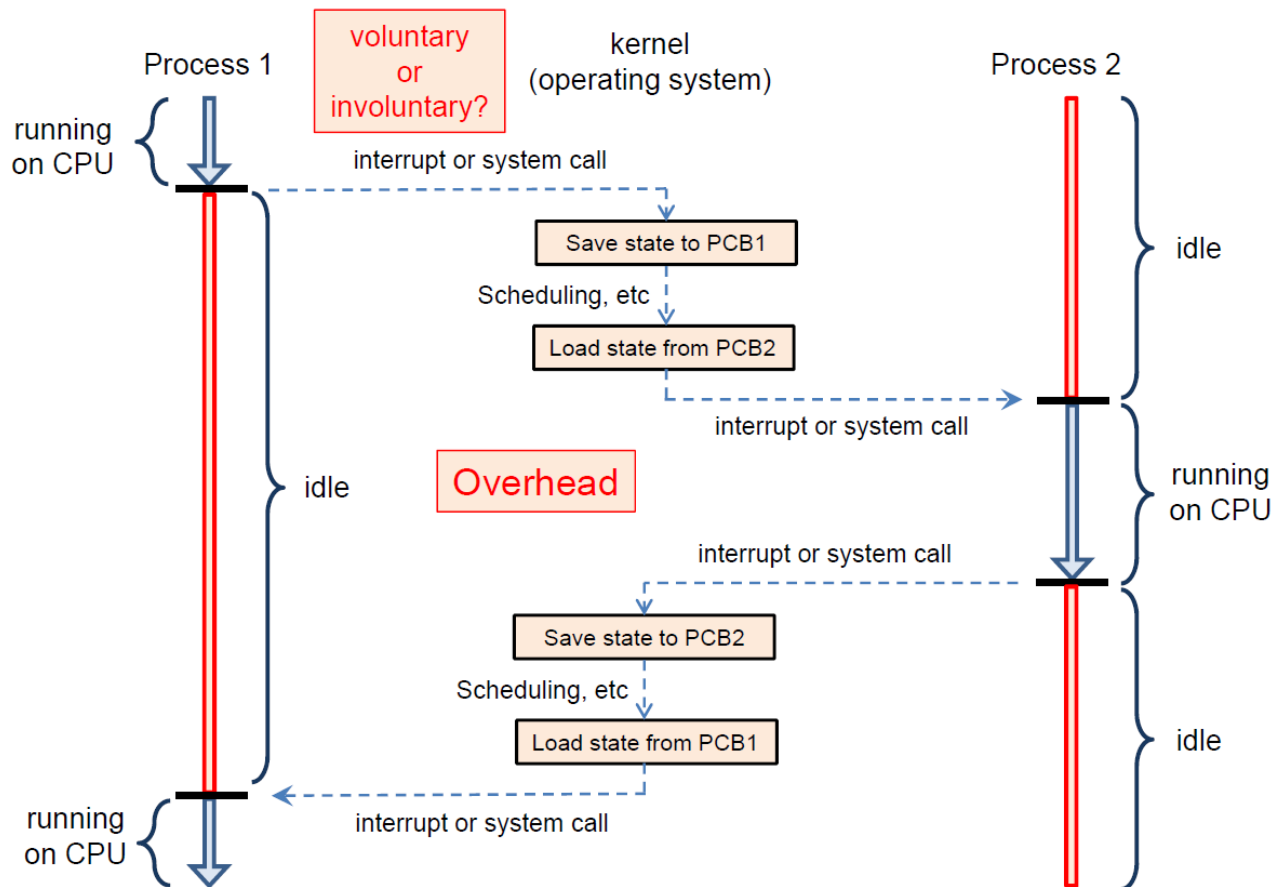 voluntary
or
involuntary?
kernel
(operating system)
Process 1
Process 2
running
on CPU
interrupt or system call
Save state to PCB1
idle
Scheduling, etc
Load state from PCB2
interrupt or system call
idle
Overhead
running
on CPU
interrupt or system call
Save state to PCB2
Scheduling, etc
Load state from PCB1
idle
running
on CPU
interrupt or system call